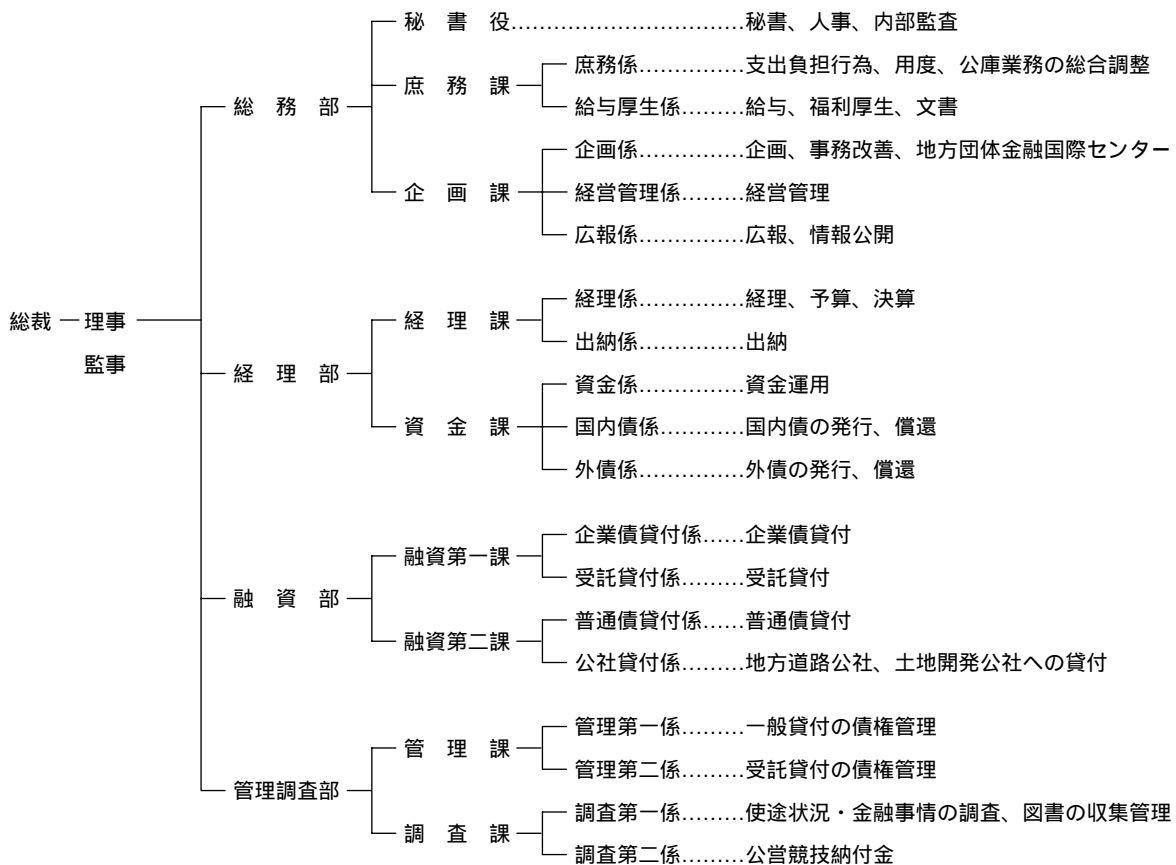 秘書役……………………………秘書、人事、内部監査
庶務課
庶務係……………支出負担行為、用度、公庫業務の総合調整
給与厚生係………給与、福利厚生、文書
総務部
企画課
企画係……………企画、事務改善、地方団体金融国際センター
経営管理係………経営管理
広報係……………広報、情報公開
総裁
理事
監事
経理部
経理課
経理係……………経理、予算、決算
出納係……………出納
資金課
資金係……………資金運用
国内債係…………国内債の発行、償還
外債係……………外債の発行、償還
融資部
融資第一課
企業債貸付係……企業債貸付
受託貸付係………受託貸付
融資第二課
普通債貸付係……普通債貸付
公社貸付係………地方道路公社、土地開発公社への貸付
管理調査部
管理課
管理第一係………一般貸付の債権管理
管理第二係………受託貸付の債権管理
調査課
調査第一係………使途状況・金融事情の調査、図書の収集管理
調査第二係………公営競技納付金